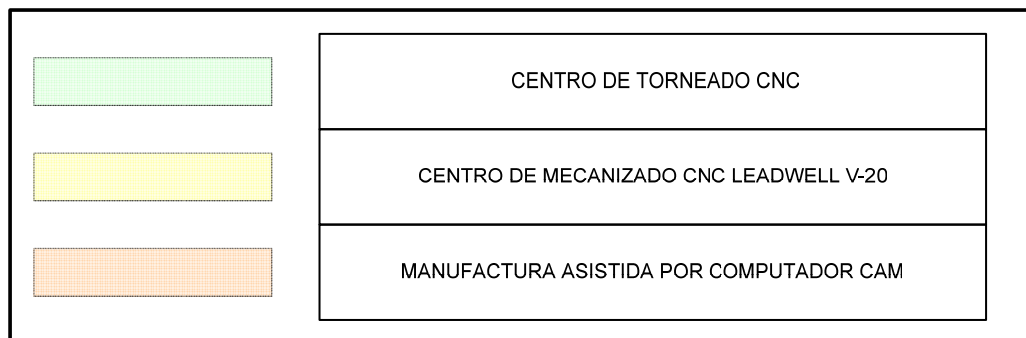 CENTRO DE TORNEADO CNC
CENTRO DE MECANIZADO CNC LEADWELL V-20
MANUFACTURA ASISTIDA POR COMPUTADOR CAM